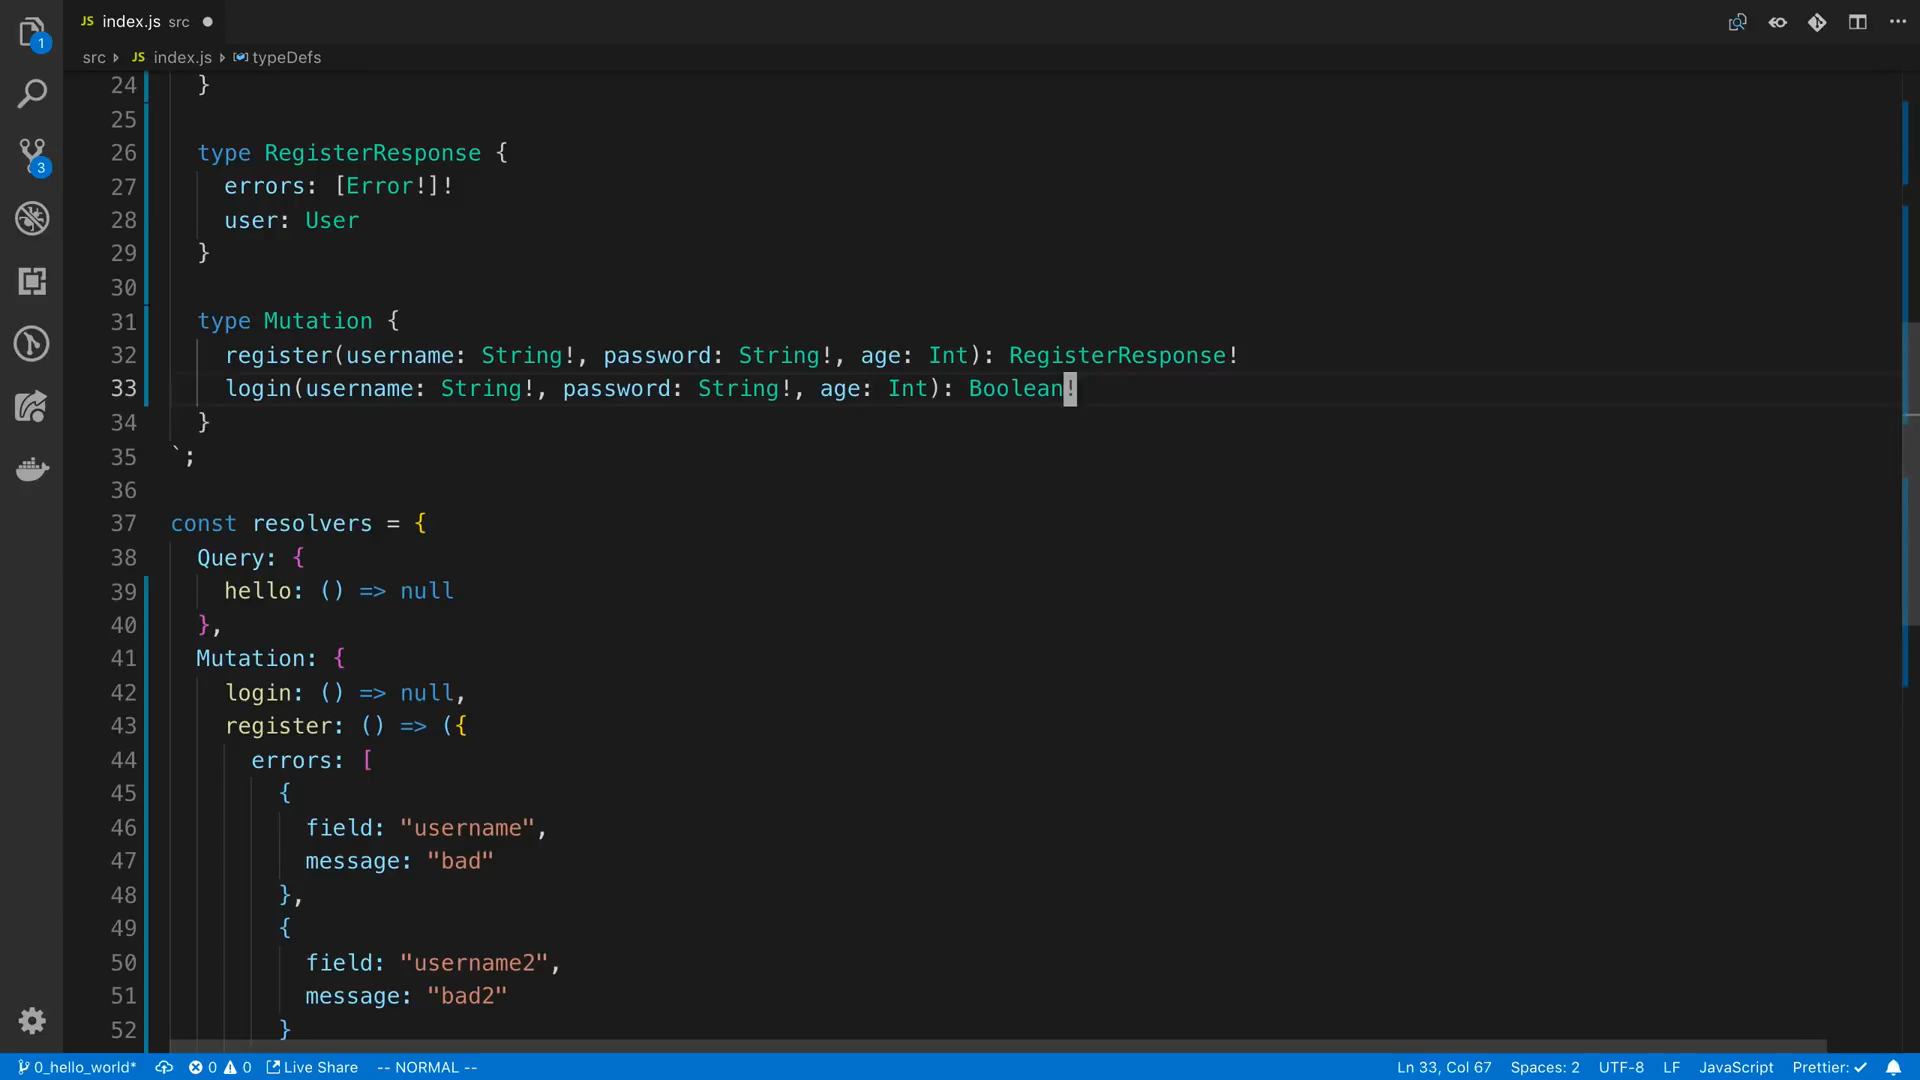 JS index.js src
src JS index.js typeDefs
1
3
24 }
25
26 type RegisterResponse {
27 errors: [Error!]!
28 user: User
29 }
30
31 type Mutation {
32 register(username: String!, password: String!, age: Int): RegisterResponse!
33 login(username: String!, password: String!, age: Int): Boolean!
34 }
35 `;
36
37 const resolvers = {
38 Query: {
39 hello: () => null
40 },
41 Mutation: {
42 login: () => null,
43 register: () => ({
44 errors: [
45 {
46 field: "username",
47 message: "bad"
48 },
49 {
50 field: "username2",
51 message: "bad2"
52 }
0_hello_world* 0 0 Live Share -- NORMAL -- Ln 33, Col 67 Spaces: 2 UTF-8 LF JavaScript Prettier: ✓